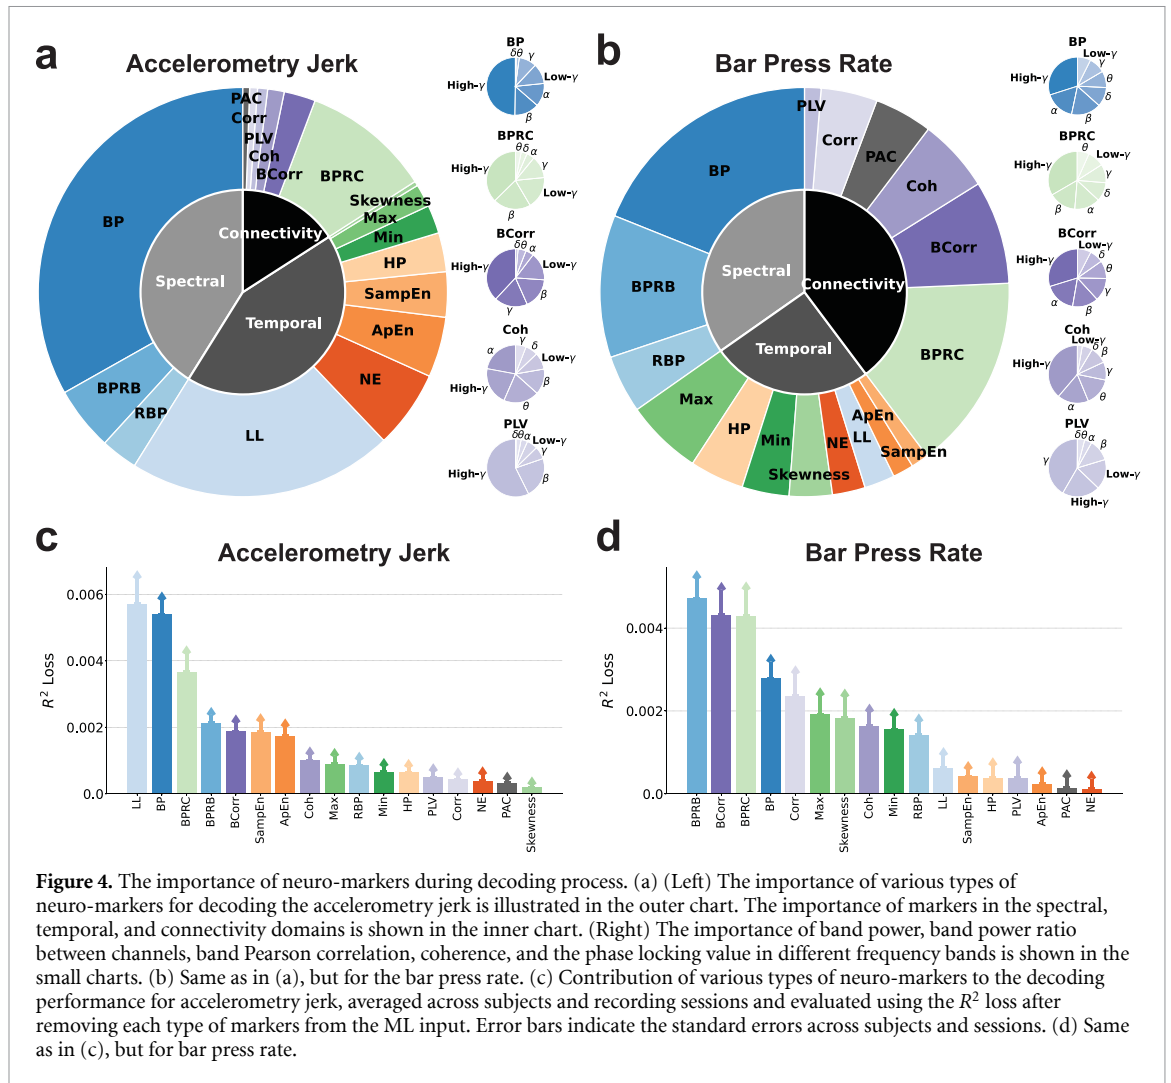 a
Accelerometry Jerk
PAC
Corr
PLV
Coh
BCorr
BPRC
Skewness
Max
Min
HP
SampEn
ApEn
NE
LL
RBP
BPRB
BP
Connectivity
Spectral
Temporal
BP
δ θ γ
Low-γ
High-γ
α
β
BPRC
θ δ α
γ
High-γ
Low-γ
β
BCorr
δ θ α
High-γ
Low-γ
β
γ
Coh
γ δ
α
Low-γ
β
High-γ
θ
PLV
δ θ α
Low-γ
γ
High-γ
β
b
Bar Press Rate
PLV
Corr
PAC
Coh
BCorr
BPRC
SampEn
ApEn
LL
NE
Skewness
Min
HP
Max
RBP
BPRB
BP
Spectral
Connectivity
Temporal
BP
Low-γ
γ
High-γ
θ
δ
α
β
BPRC
θ
Low-γ
High-γ
γ
δ
β
α
BCorr
Low-γ
δ
High-γ
θ
γ
α
β
Coh
Low-γ
δ
β
High-γ
γ
α
θ
PLV
δ θ α
β
γ
Low-γ
High-γ
c
Accelerometry Jerk
R² Loss
0.006
0.004
0.002
0.0
LL BP BPRC BPRB BCorr SampEn ApEn Coh Max RBP Min HP PLV Corr NE PAC Skewness
d
Bar Press Rate
R² Loss
0.004
0.002
0.0
BPRB BCorr BPRC BP Corr Max Skewness Coh Min RBP LL SampEn HP PLV ApEn PAC NE
Figure 4. The importance of neuro-markers during decoding process. (a) (Left) The importance of various types of
neuro-markers for decoding the accelerometry jerk is illustrated in the outer chart. The importance of markers in the spectral,
temporal, and connectivity domains is shown in the inner chart. (Right) The importance of band power, band power ratio
between channels, band Pearson correlation, coherence, and the phase locking value in different frequency bands is shown in the
small charts. (b) Same as in (a), but for the bar press rate. (c) Contribution of various types of neuro-markers to the decoding
performance for accelerometry jerk, averaged across subjects and recording sessions and evaluated using the R² loss after
removing each type of markers from the ML input. Error bars indicate the standard errors across subjects and sessions. (d) Same
as in (c), but for bar press rate.